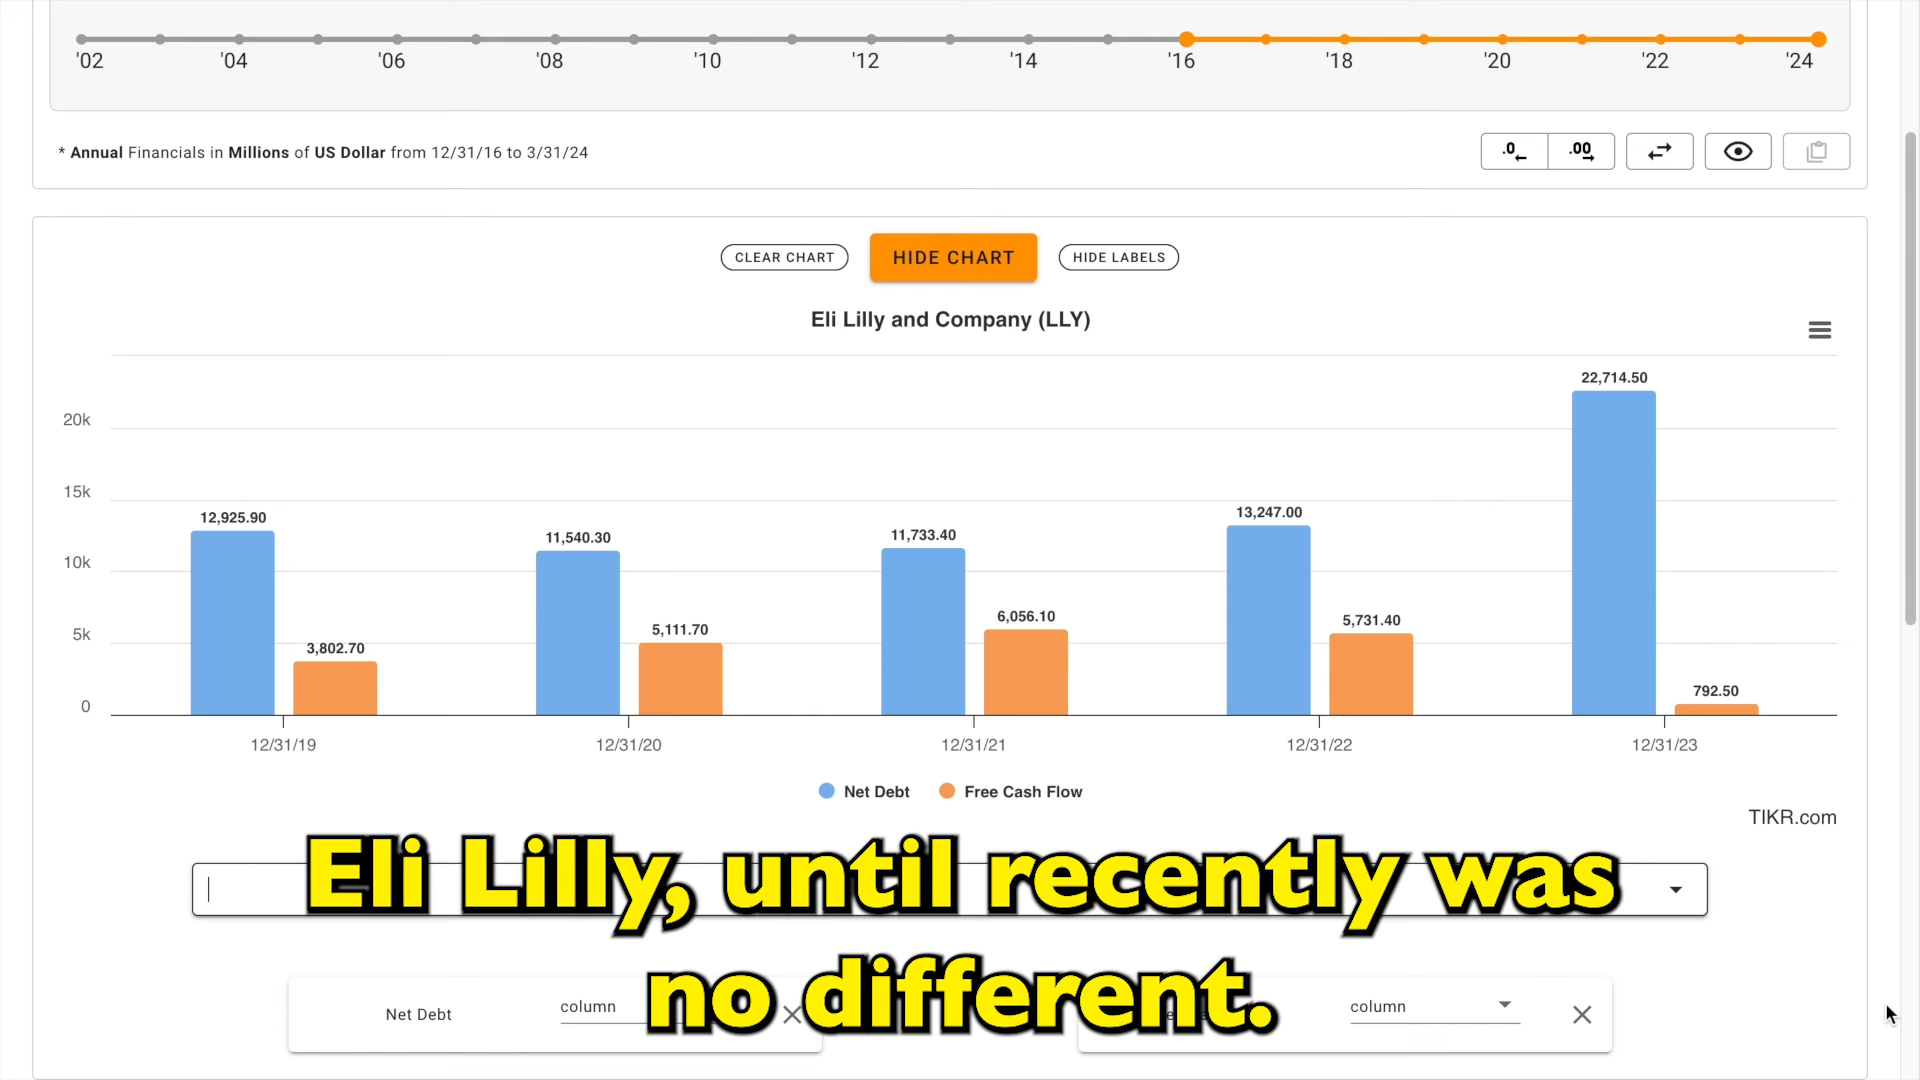 '02 '04 '06 '08 '10 '12 '14 '16 '18 '20 '22 '24
* Annual Financials in Millions of US Dollar from 12/31/16 to 3/31/24
.0 .00
CLEAR CHART HIDE CHART HIDE LABELS
Eli Lilly and Company (LLY)
22,714.50
20k
15k
12,925.90 11,540.30 11,733.40 13,247.00
10k
3,802.70 5,111.70 6,056.10 5,731.40
5k
792.50
0
12/31/19 12/31/20 12/31/21 12/31/22 12/31/23
Net Debt Free Cash Flow
TIKR.com
Eli Lilly, until recently was
no different.
Net Debt column column